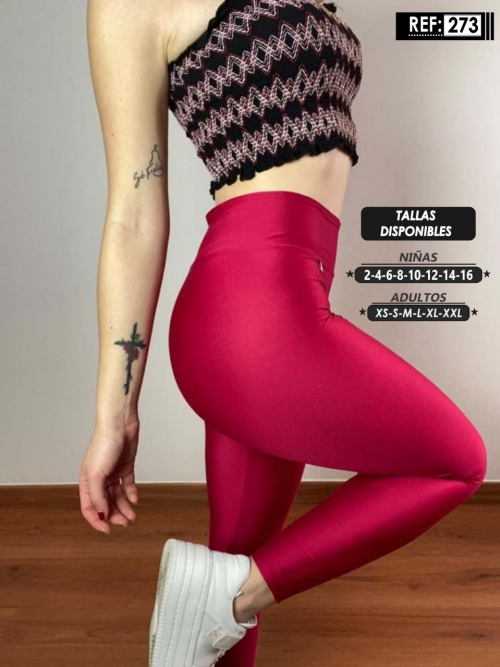 REF: 273
TALLAS
DISPONIBLES
NIÑAS
2-4-6-8-10-12-14-16
ADULTOS
XS-S-M-L-XL-XXL